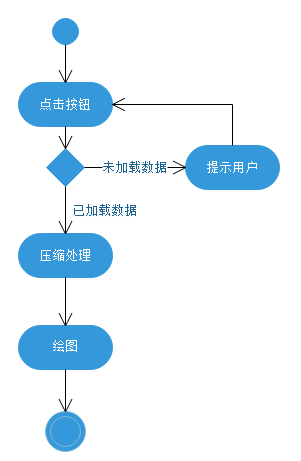 点击按钮
未加载数据
提示用户
已加载数据
压缩处理
绘图